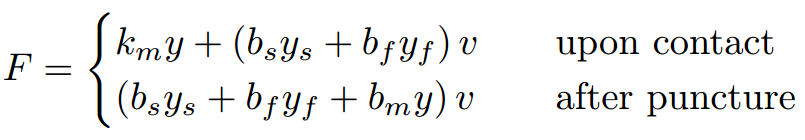 F = { k_m y + (b_s y_s + b_f y_f) v upon contact
(b_s y_s + b_f y_f + b_m y) v after puncture